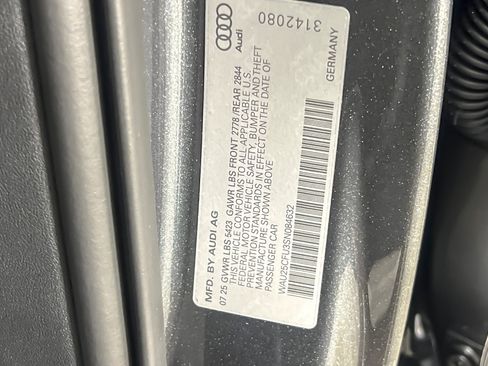 MFD. BY AUDI AG
07 25 GVWR LBS 5423 GAWR LBS FRONT 2778 /REAR 2844
THIS VEHICLE CONFORMS TO ALL APPLICABLE U.S.
FEDERAL MOTOR VEHICLE SAFETY, BUMPER AND THEFT
PREVENTION STANDARDS IN EFFECT ON THE DATE OF
MANUFACTURE SHOWN ABOVE
PASSENGER CAR
WAU25CFU3SN084632
Audi
3142080
GERMANY